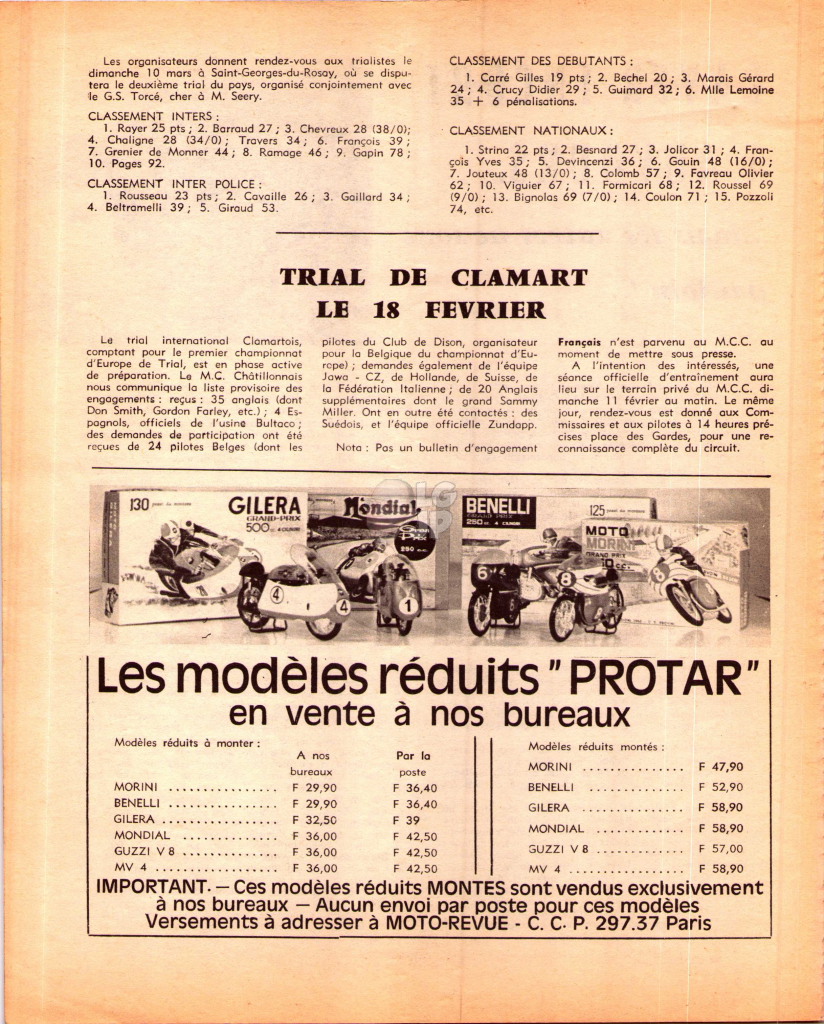 Les organisateurs donnent rendez-vous aux trialistes le
dimanche 10 mars à Saint-Georges-du-Rosay, où se dispu-
tera le deuxième trial du pays, organisé conjointement avec
le G.S. Torcé, cher à M. Seery.
CLASSEMENT INTERS :
1. Rayer 25 pts ; 2. Barraud 27 ; 3. Chevreux 28 (38/0);
4. Chaligne 28 (34/0) ; Travers 34 ; 6. François 39 ;
7. Grenier de Monner 44 ; 8. Ramage 46 ; 9. Gapin 78 ;
10. Pages 92.
CLASSEMENT INTER POLICE :
1. Rousseau 23 pts ; 2. Cavaille 26 ; 3. Gaillard 34 ;
4. Beltramelli 39 ; 5. Giraud 53.
CLASSEMENT DES DEBUTANTS :
1. Carré Gilles 19 pts ; 2. Bechel 20 ; 3. Marais Gérard
24 ; 4. Crucy Didier 29 ; 5. Guimard 32 ; 6. Mlle Lemoine
35 + 6 pénalisations.
CLASSEMENT NATIONAUX :
1. Strina 22 pts ; 2. Besnard 27 ; 3. Jolicor 31 ; 4. Fran-
çois Yves 35 ; 5. Devincenzi 36 ; 6. Gouin 48 (16/0) ;
7. Jouteux 48 (13/0) ; 8. Colomb 57 ; 9. Favreau Olivier
62 ; 10. Viguier 67 ; 11. Formicari 68 ; 12. Roussel 69
(9/0) ; 13. Bignolas 69 (7/0) ; 14. Coulon 71 ; 15. Pozzoli
74, etc.
TRIAL DE CLAMART
LE 18 FEVRIER
Le trial international Clamartois,
comptant pour le premier championnat
d'Europe de Trial, est en phase active
de préparation. Le M.C. Châtillonnais
nous communique la liste provisoire des
engagements : reçus : 35 anglais (dont
Don Smith, Gordon Farley, etc.) ; 4 Es-
pagnols, officiels de l'usine Bultaco ;
des demandes de participation ont été
reçues de 24 pilotes Belges (dont les
pilotes du Club de Dison, organisateur
pour la Belgique du championnat d'Eu-
rope) ; demandes également de l'équipe
Jawa - CZ, de Hollande, de Suisse, de
la Fédération Italienne ; de 20 Anglais
supplémentaires dont le grand Sammy
Miller. Ont en outre été contactés : des
Suédois, et l'équipe officielle Zundapp.
Nota : Pas un bulletin d'engagement
Français n'est parvenu au M.C.C. au
moment de mettre sous presse.
A l'intention des intéressés, une
séance officielle d'entraînement aura
lieu sur le terrain privé du M.C.C. di-
manche 11 février au matin. Le même
jour, rendez-vous est donné aux Com-
missaires et aux pilotes à 14 heures pré-
cises place des Gardes, pour une re-
connaissance complète du circuit.
130
GILERA
GRAND-PRIX
500 cc. 4 CILINDRI
Mondial
Grand Prix
250
BENELLI
250 cc. 4 CILINDRI
125
MOTO
MORINI
GRAND PRIX
4
4
1
6
8
8
Les modèles réduits "PROTAR"
en vente à nos bureaux
Modèles réduits à monter :
A nos bureaux
Par la poste
MORINI ................ F 29,90 F 36,40
BENELLI ................ F 29,90 F 36,40
GILERA ................ F 32,50 F 39
MONDIAL ................ F 36,00 F 42,50
GUZZI V 8 ................ F 36,00 F 42,50
MV 4 ................ F 36,00 F 42,50
Modèles réduits montés :
MORINI ............... F 47,90
BENELLI ............... F 52,90
GILERA ............... F 58,90
MONDIAL ............... F 58,90
GUZZI V 8 ............... F 57,00
MV 4 ............... F 58,90
IMPORTANT. — Ces modèles réduits MONTES sont vendus exclusivement
à nos bureaux — Aucun envoi par poste pour ces modèles
Versements à adresser à MOTO-REVUE - C. C. P. 297.37 Paris